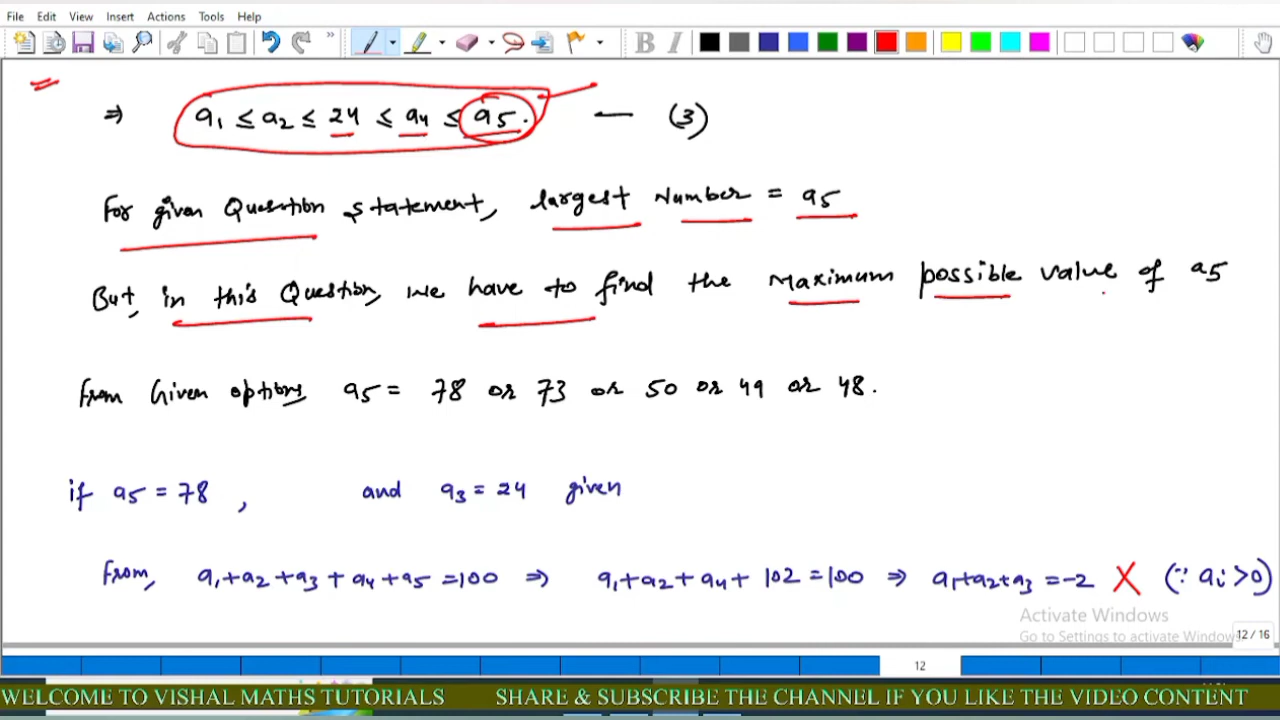 File Edit View Insert Actions Tools Help
⇒ a₁ ≤ a₂ ≤ 24 ≤ a₄ ≤ a₅. — (3)
For given Question statement, largest Number = a₅
But, in this Question, we have to find the Maximum possible value of a₅
From Given options a₅ = 78 or 73 or 50 or 49 or 48.
if a₅ = 78 , and a₃ = 24 given
From, a₁+a₂+a₃+a₄+a₅=100 ⇒ a₁+a₂+a₄+102=100 ⇒ a₁+a₂+a₃=-2 X (∵ aᵢ>0)
Activate Windows
Go to Settings to activate Windows.
12 / 16
12
WELCOME TO VISHAL MATHS TUTORIALS SHARE & SUBSCRIBE THE CHANNEL IF YOU LIKE THE VIDEO CONTENT